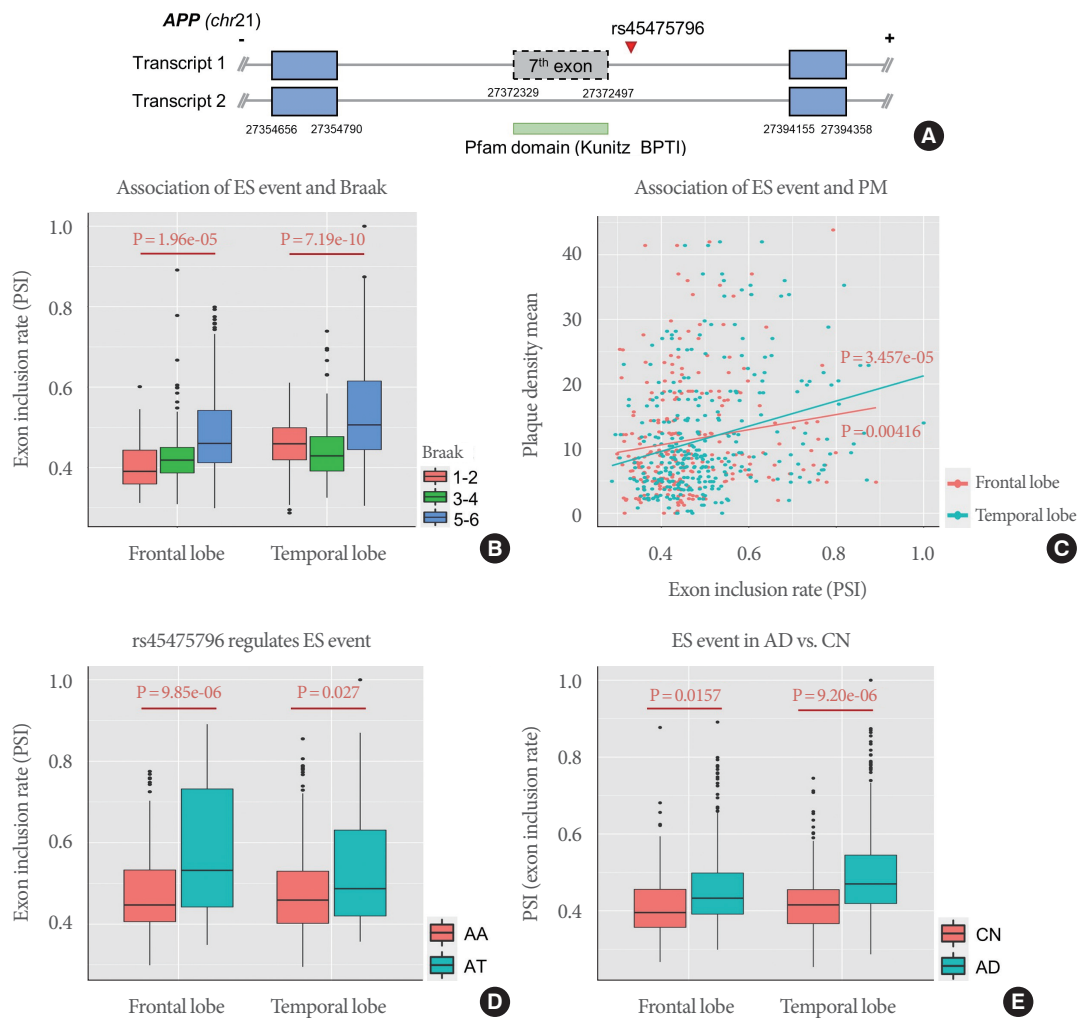 APP (chr21)
rs45475796
- +
Transcript 1
7th exon
27372329 27372497
Transcript 2
27354656 27354790
27394155 27394358
Pfam domain (Kunitz BPTI)
A
Association of ES event and Braak
Exon inclusion rate (PSI)
1.0
0.8
0.6
0.4
P = 1.96e-05
P = 7.19e-10
Braak
1-2
3-4
5-6
Frontal lobe
Temporal lobe
B
Association of ES event and PM
Plaque density mean
40
30
20
10
0
P = 3.457e-05
P = 0.00416
Frontal lobe
Temporal lobe
0.4 0.6 0.8 1.0
Exon inclusion rate (PSI)
C
rs45475796 regulates ES event
Exon inclusion rate (PSI)
1.0
0.8
0.6
0.4
P = 9.85e-06
P = 0.027
AA
AT
Frontal lobe
Temporal lobe
D
ES event in AD vs. CN
PSI (exon inclusion rate)
1.0
0.8
0.6
0.4
P = 0.0157
P = 9.20e-06
CN
AD
Frontal lobe
Temporal lobe
E